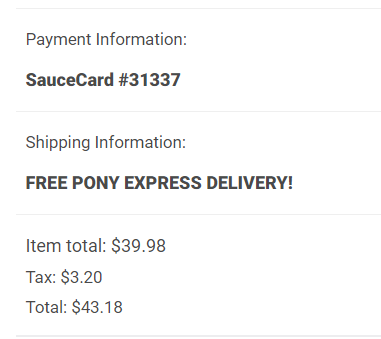 Payment Information:
SauceCard #31337
Shipping Information:
FREE PONY EXPRESS DELIVERY!
Item total: $39.98
Tax: $3.20
Total: $43.18